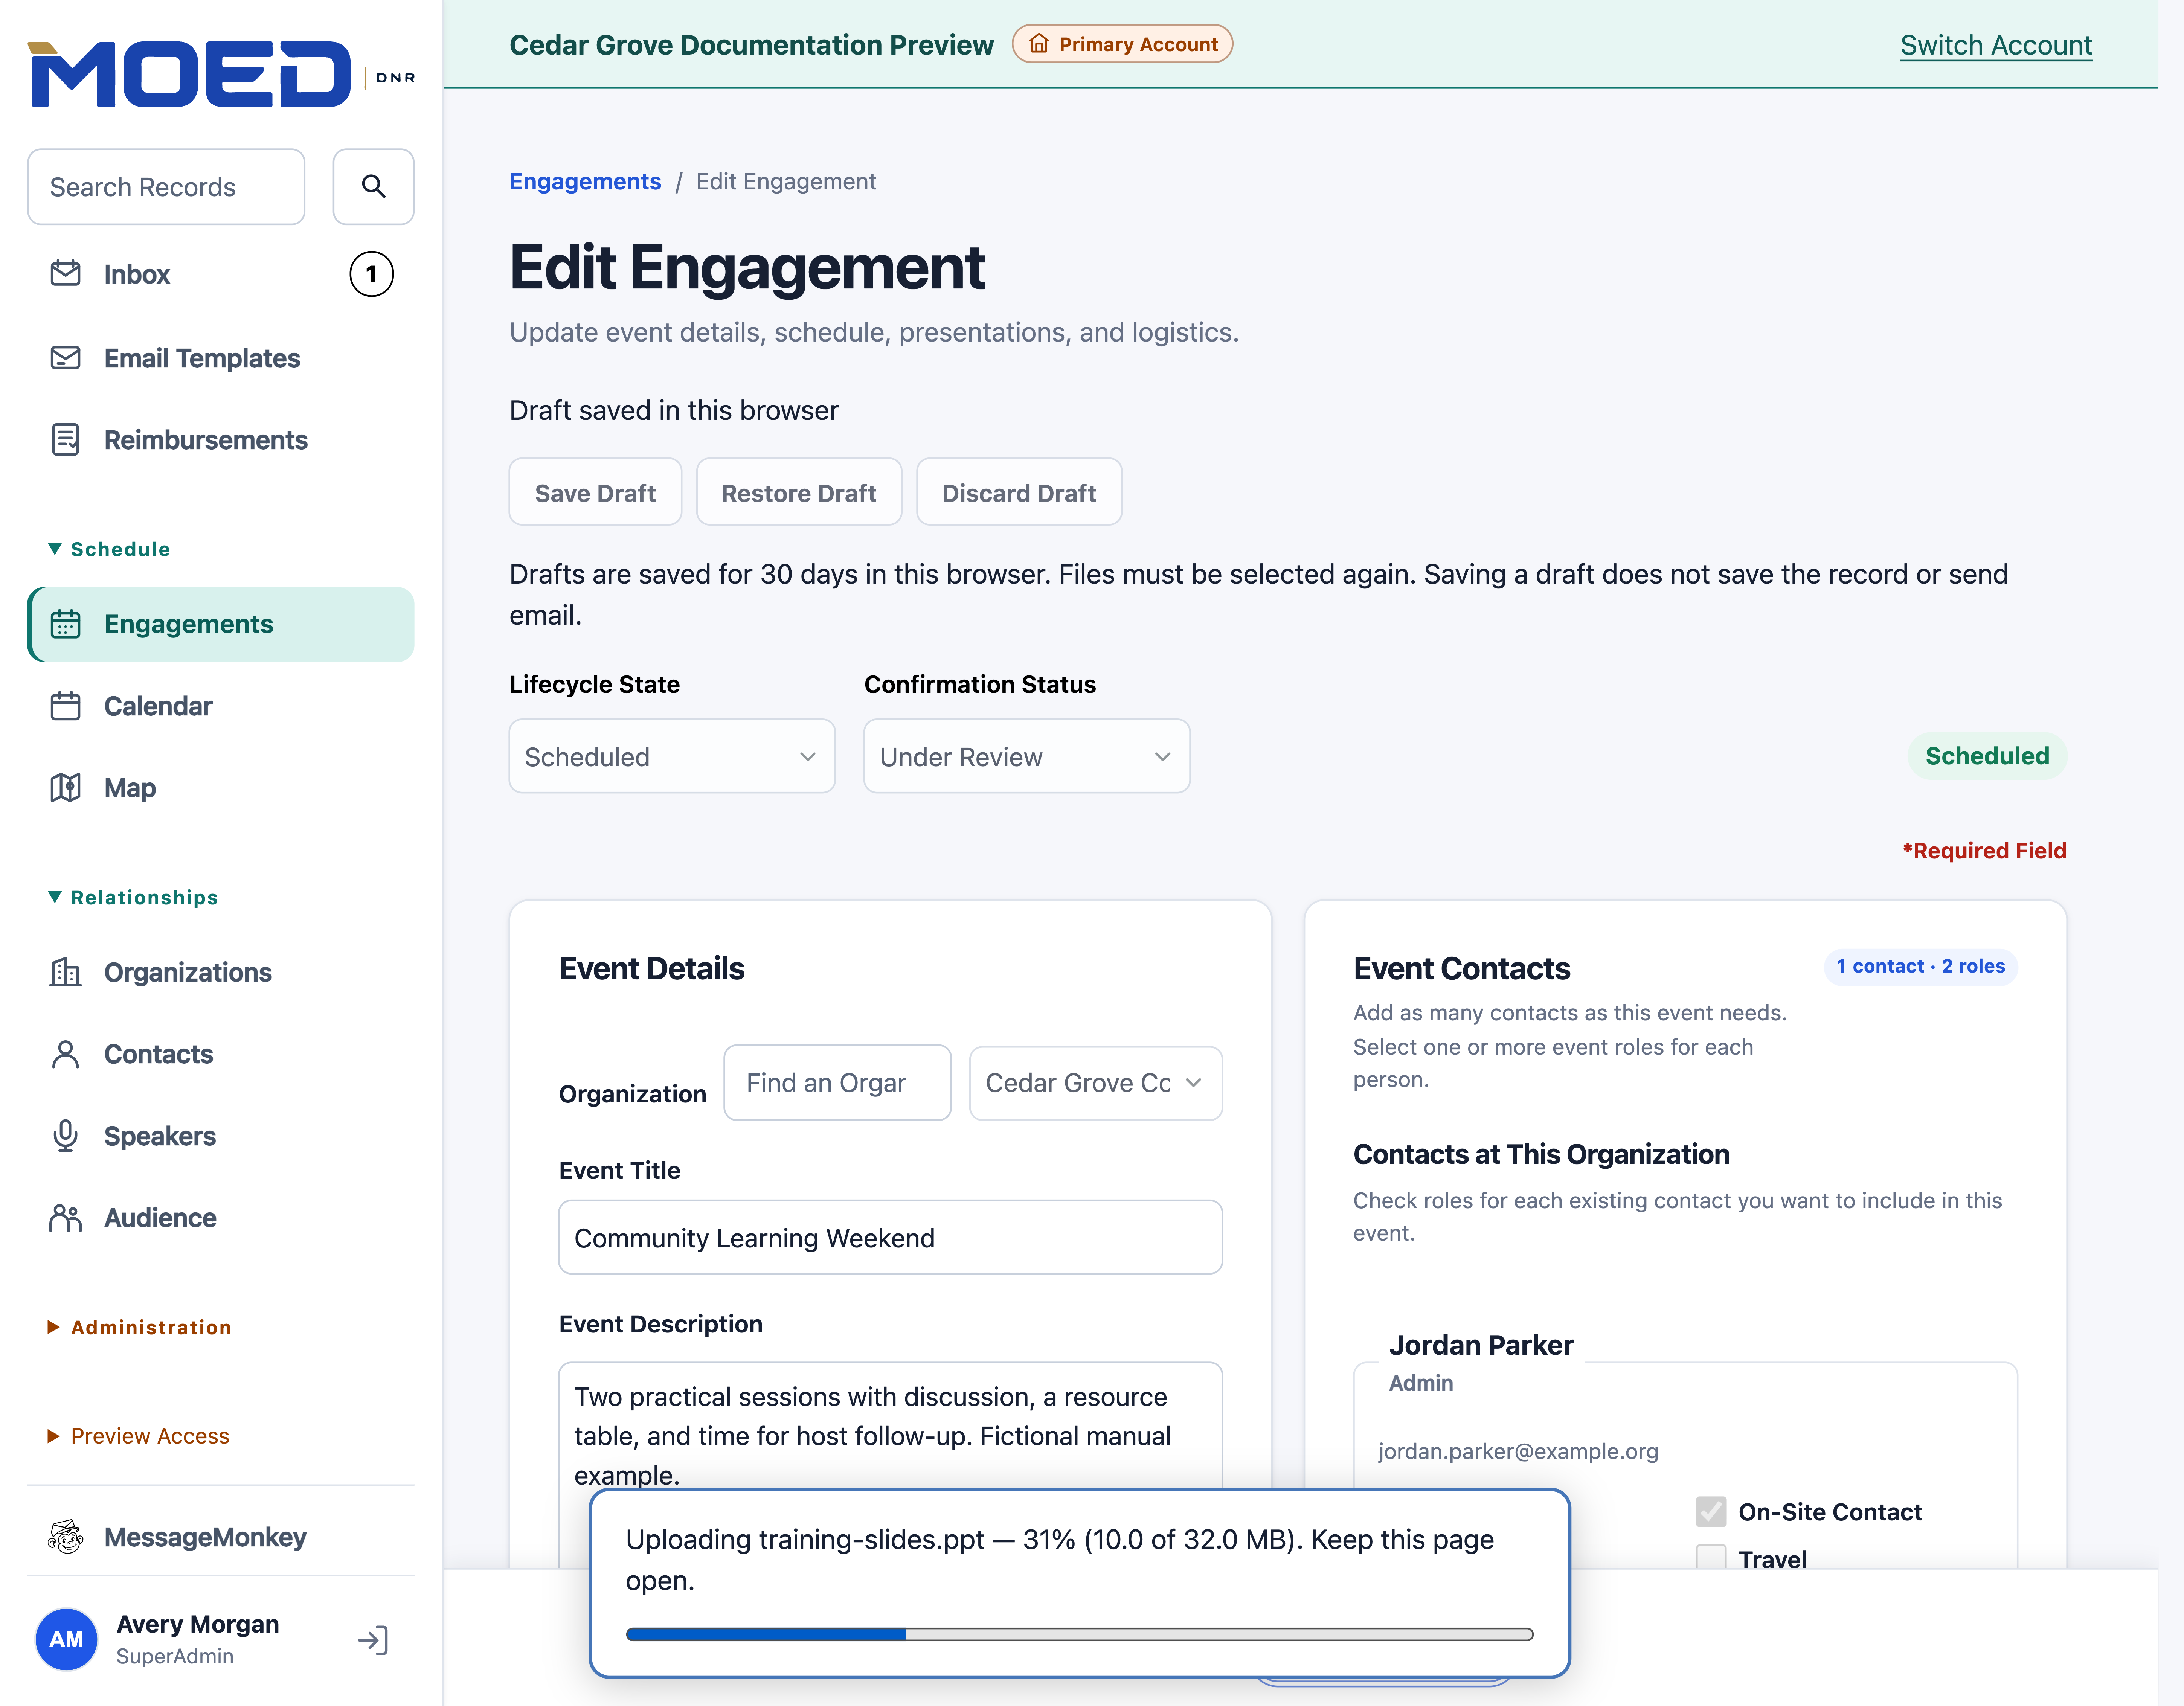 MOED | DNR
Search Records
Inbox 1
Email Templates
Reimbursements
Schedule
Engagements
Calendar
Map
Relationships
Organizations
Contacts
Speakers
Audience
Administration
Preview Access
MessageMonkey
AM
Avery Morgan
SuperAdmin
Cedar Grove Documentation Preview
Primary Account
Switch Account
Engagements / Edit Engagement
Edit Engagement
Update event details, schedule, presentations, and logistics.
Draft saved in this browser
Save Draft
Restore Draft
Discard Draft
Drafts are saved for 30 days in this browser. Files must be selected again. Saving a draft does not save the record or send
email.
Lifecycle State
Scheduled
Confirmation Status
Under Review
Scheduled
*Required Field
Event Details
Organization
Find an Orgar
Cedar Grove Cc
Event Title
Community Learning Weekend
Event Description
Two practical sessions with discussion, a resource
table, and time for host follow-up. Fictional manual
example.
Event Contacts
1 contact · 2 roles
Add as many contacts as this event needs.
Select one or more event roles for each
person.
Contacts at This Organization
Check roles for each existing contact you want to include in this
event.
Jordan Parker
Admin
jordan.parker@example.org
On-Site Contact
Travel
Uploading training-slides.ppt — 31% (10.0 of 32.0 MB). Keep this page
open.